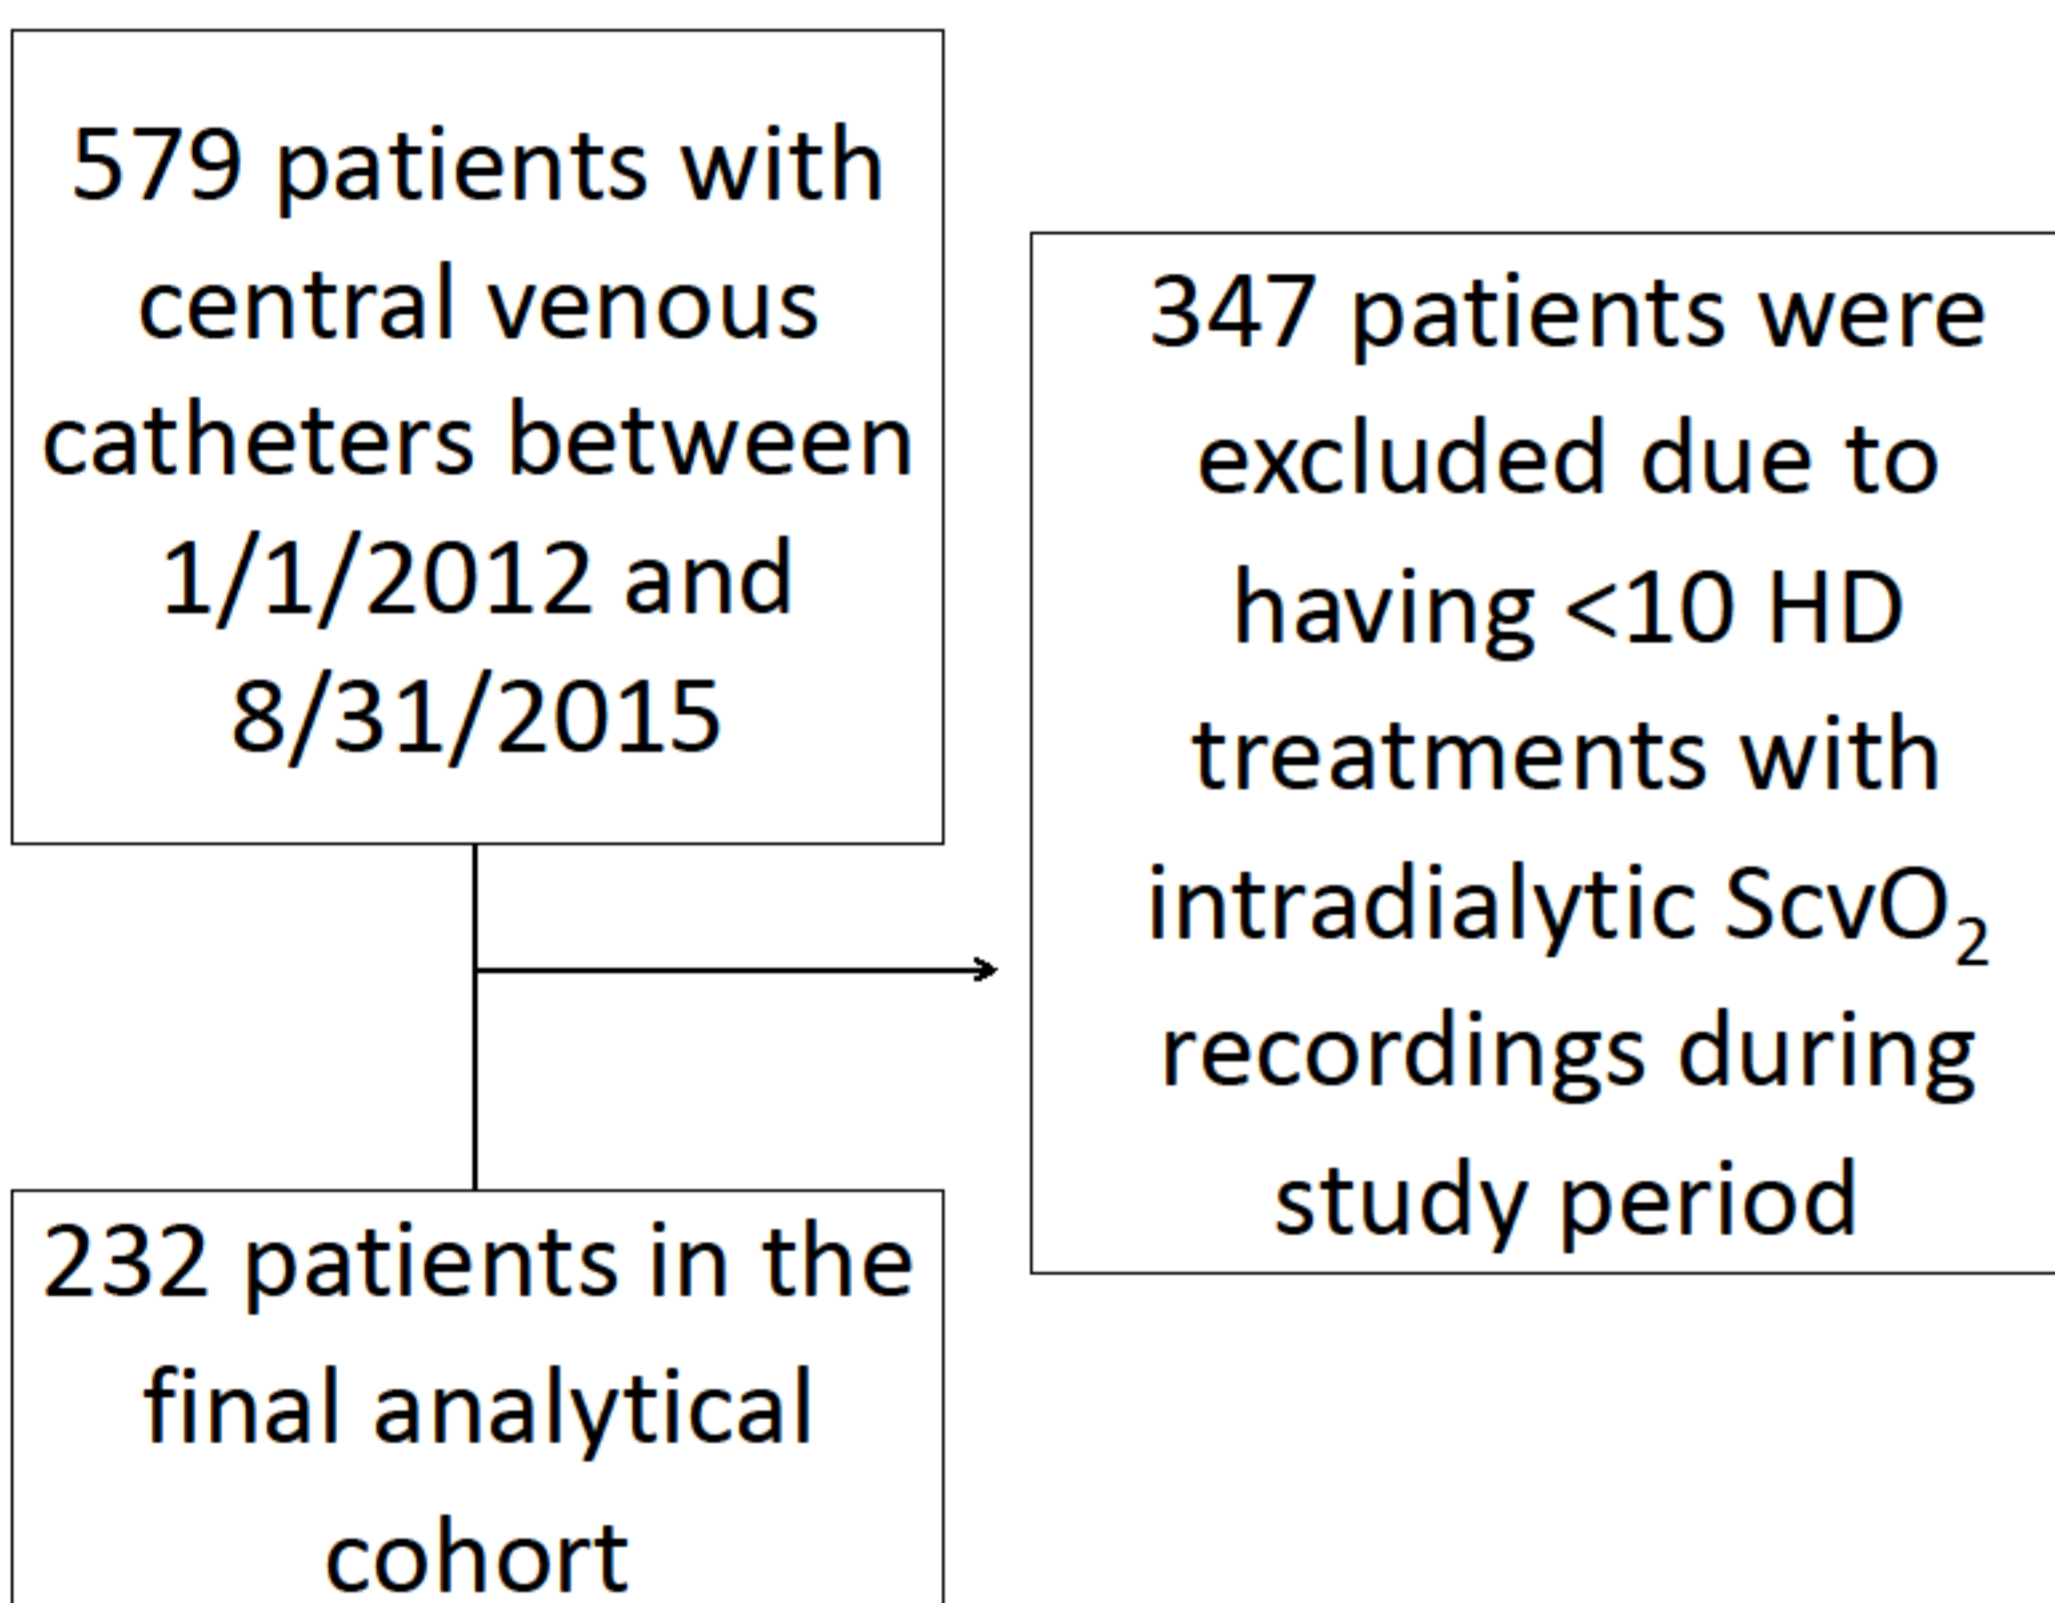 579 patients with
central venous
catheters between
1/1/2012 and
8/31/2015
347 patients were
excluded due to
having <10 HD
treatments with
intradialytic ScvO₂
recordings during
study period
232 patients in the
final analytical
cohort